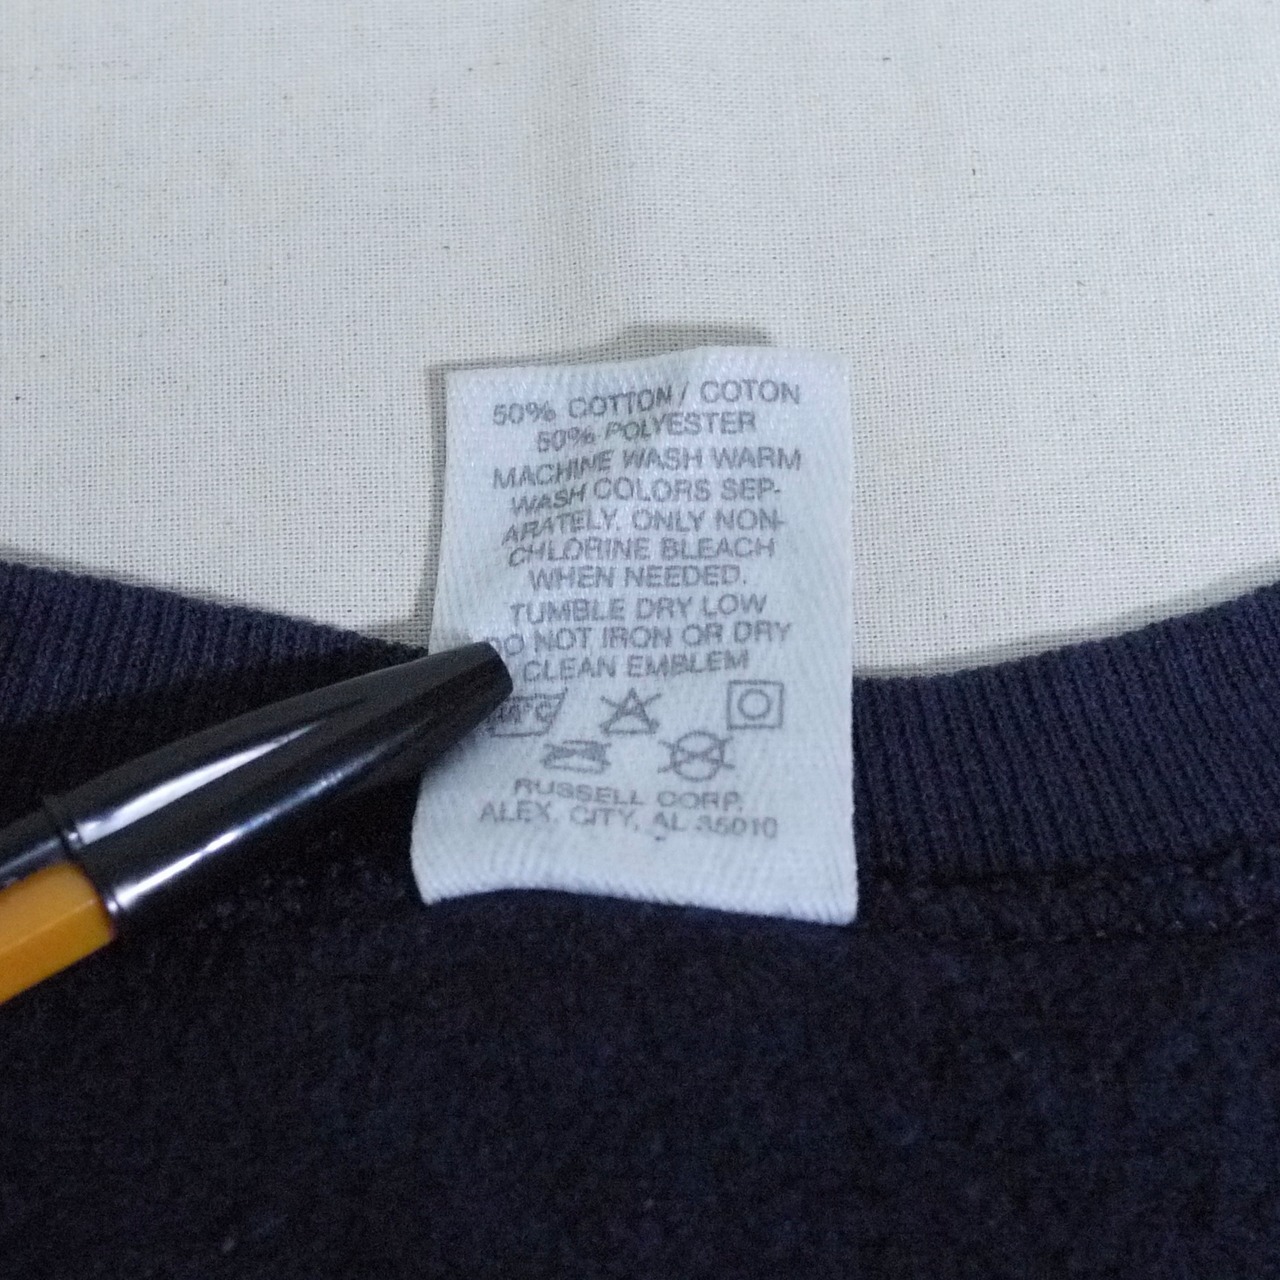 50% COTTON / COTON
50% POLYESTER
MACHINE WASH WARM
WASH COLORS SEP-
ARATELY. ONLY NON-
CHLORINE BLEACH
WHEN NEEDED.
TUMBLE DRY LOW
DO NOT IRON OR DRY
CLEAN EMBLEM
RUSSELL CORP.
ALEX. CITY, AL 35010